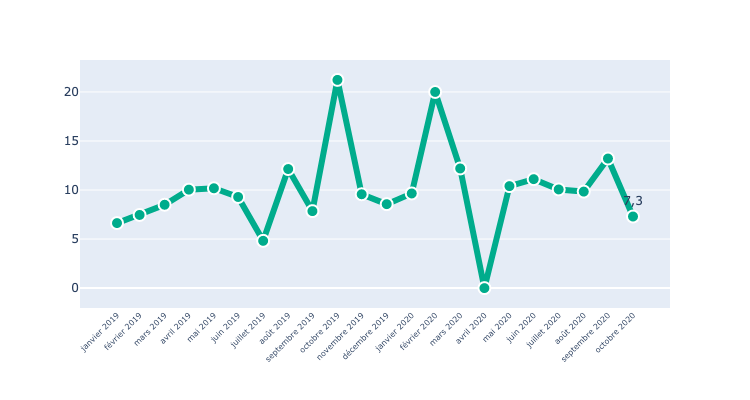 20
15
10
5
0
7,3
janvier 2019
février 2019
mars 2019
avril 2019
mai 2019
juin 2019
juillet 2019
août 2019
septembre 2019
octobre 2019
novembre 2019
décembre 2019
janvier 2020
février 2020
mars 2020
avril 2020
mai 2020
juin 2020
juillet 2020
août 2020
septembre 2020
octobre 2020